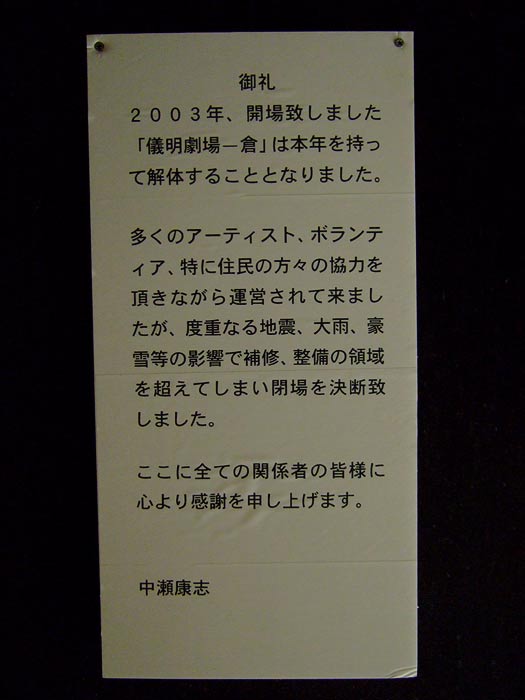 御礼
２００３年、開場致しました
「儀明劇場―倉」は本年を持っ
て解体することとなりました。
多くのアーティスト、ボランテ
ィア、特に住民の方々の協力を
頂きながら運営されて来まし
たが、度重なる地震、大雨、豪
雪等の影響で補修、整備の領域
を超えてしまい閉場を決断致
しました。
ここに全ての関係者の皆様に
心より感謝を申し上げます。
中瀬康志